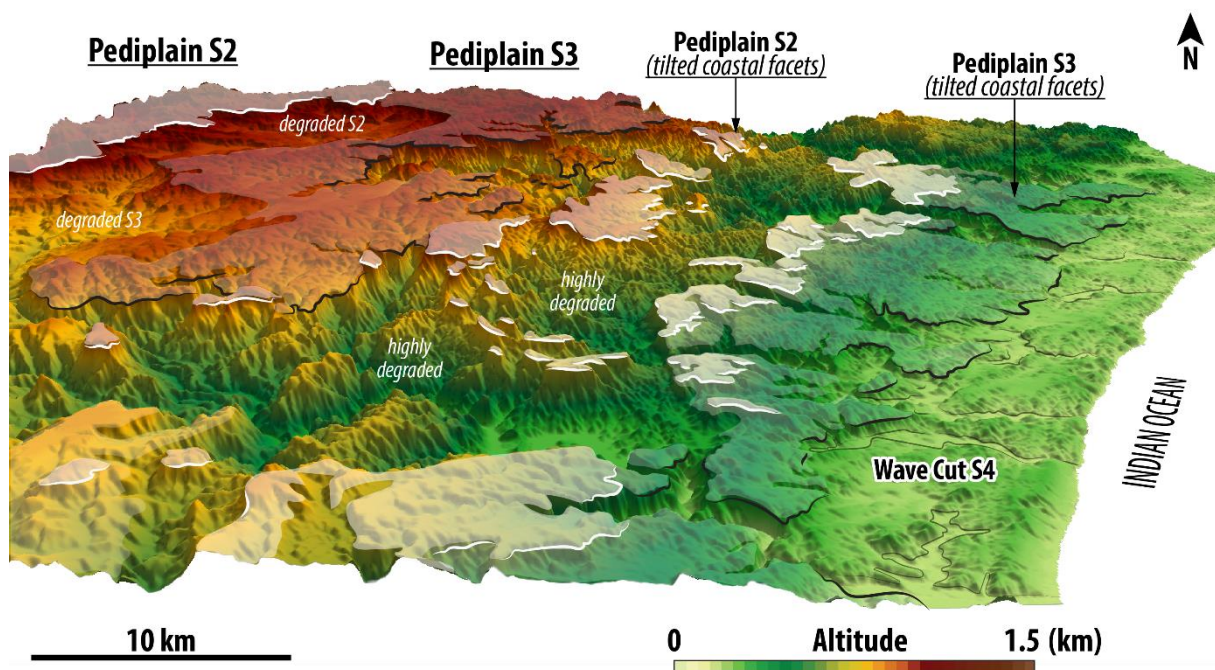 Pediplain S2
Pediplain S3
Pediplain S2
(tilted coastal facets)
Pediplain S3
(tilted coastal facets)
N
degraded S2
degraded S3
highly
degraded
highly
degraded
Wave Cut S4
INDIAN OCEAN
10 km
0 Altitude 1.5 (km)